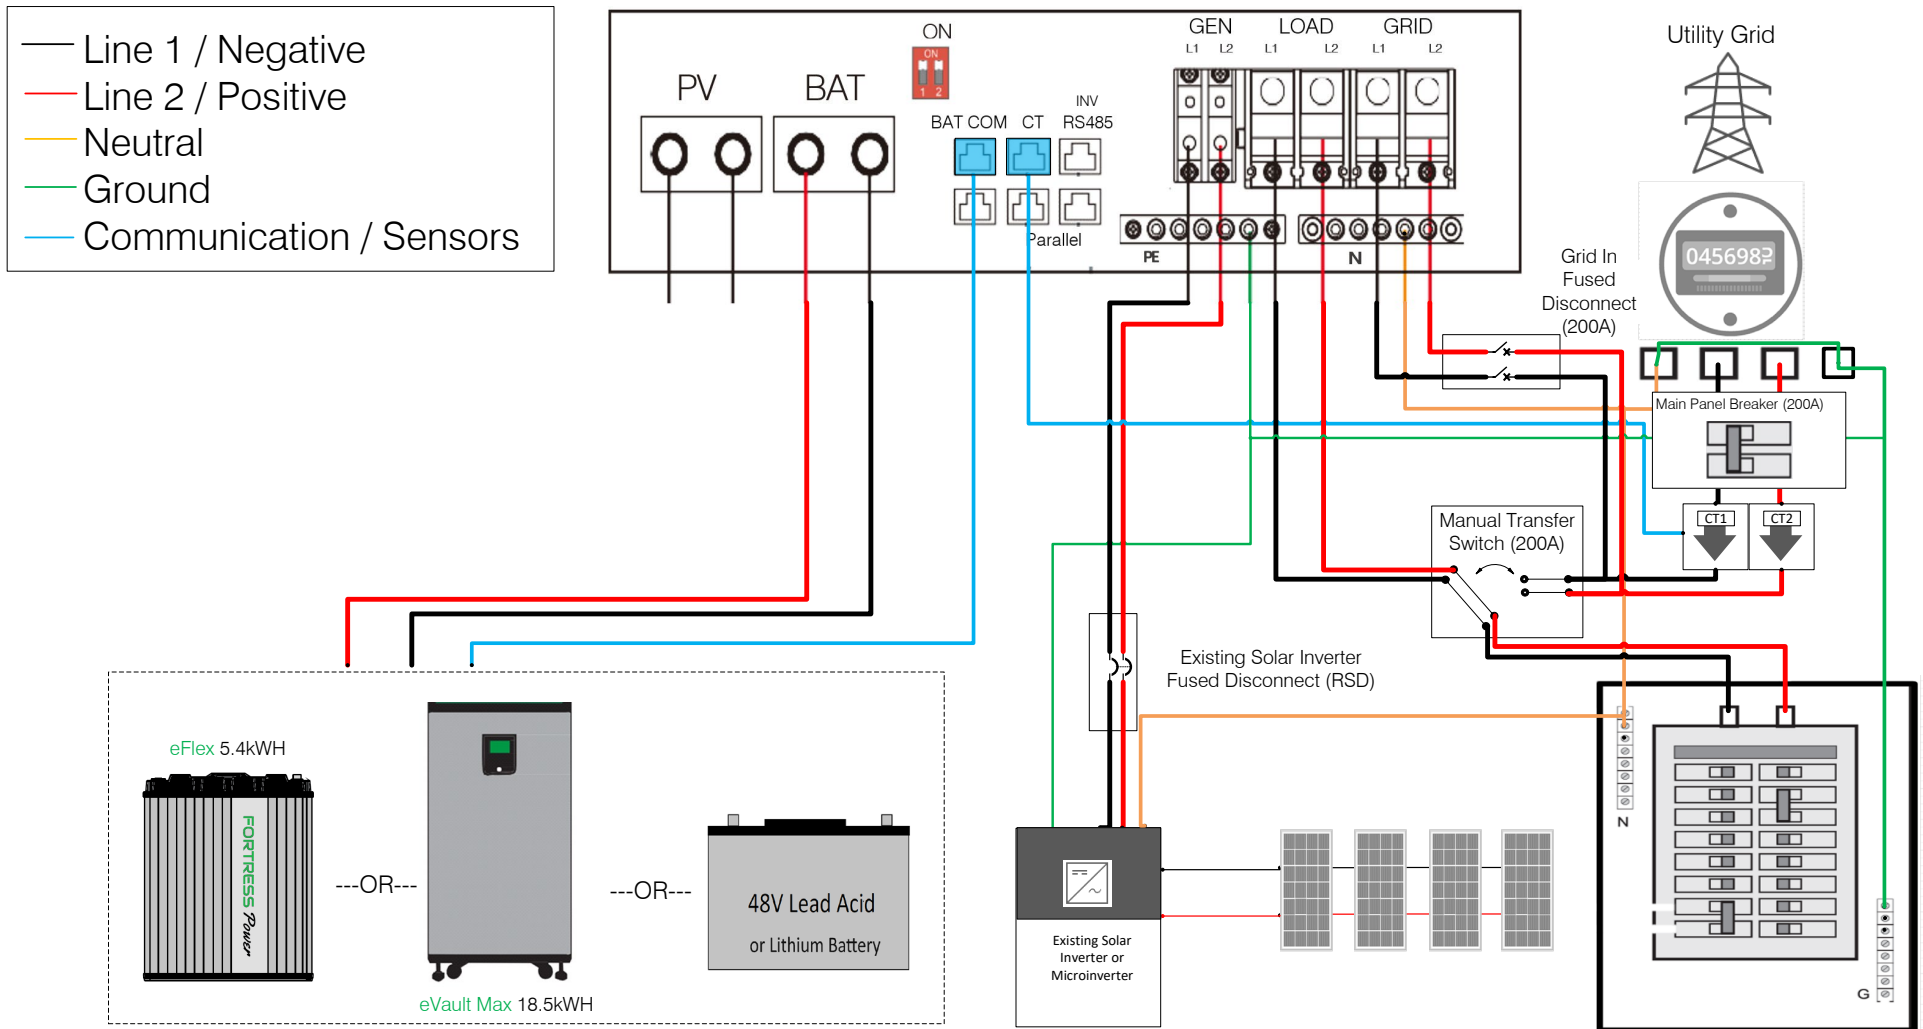 Line 1 / Negative
Line 2 / Positive
Neutral
Ground
Communication / Sensors
ON
ON
1 2
PV
BAT
BAT COM
CT
INV
RS485
Parallel
GEN
LOAD
GRID
L1
L2
L1
L2
L1
L2
PE
N
Utility Grid
Grid In
Fused
Disconnect
(200A)
Main Panel Breaker (200A)
CT1
CT2
Manual Transfer
Switch (200A)
Existing Solar Inverter
Fused Disconnect (RSD)
eFlex 5.4kWH
FORTRESS Power
---OR---
eVault Max 18.5kWH
---OR---
48V Lead Acid
or Lithium Battery
Existing Solar
Inverter or
Microinverter
N
G